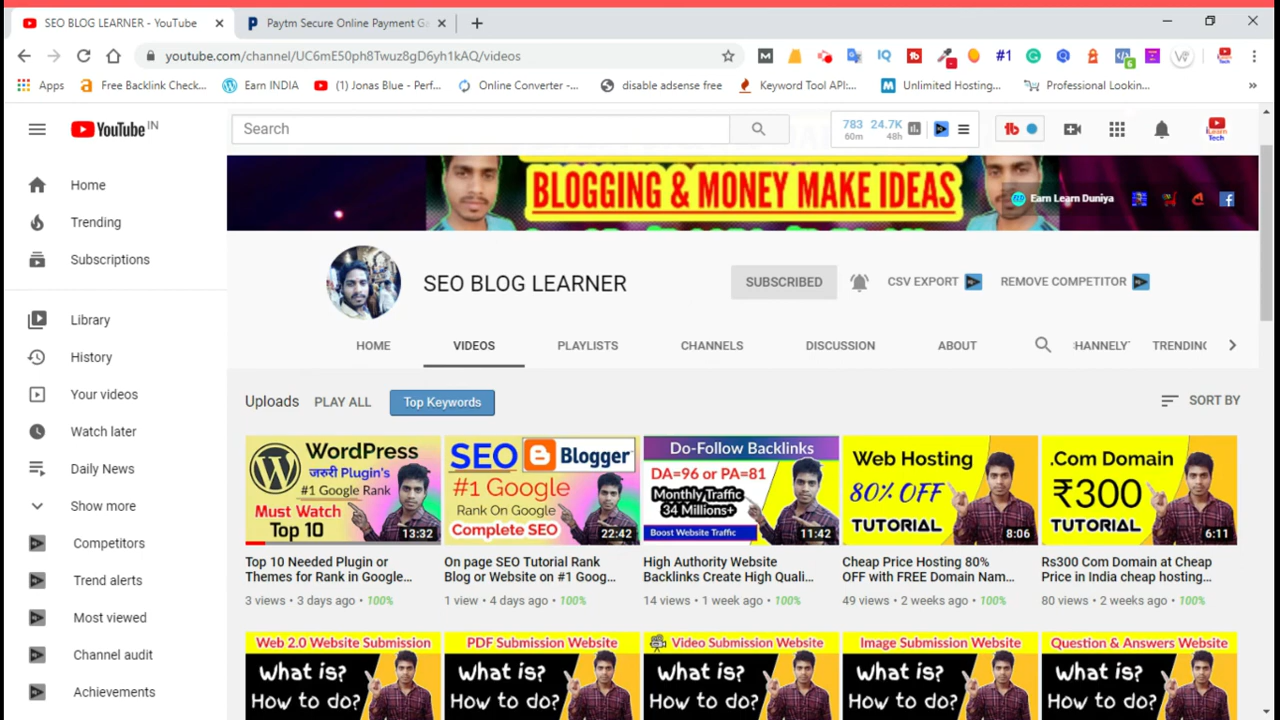 SEO BLOG LEARNER - YouTube
Paytm Secure Online Payment Ga
youtube.com/channel/UC6mE50ph8Twuz8gD6yh1kAQ/videos
IQ
#1
6
Apps
Free Backlink Check...
Earn INDIA
(1) Jonas Blue - Perf...
Online Converter -...
disable adsense free
Keyword Tool API:...
Unlimited Hosting...
Professional Lookin...
YouTube IN
Search
783 24.7K
60m 48h
tb
Learn
Tech
Home
Trending
Subscriptions
Library
History
Your videos
Watch later
Daily News
Show more
Competitors
Trend alerts
Most viewed
Channel audit
Achievements
BLOGGING & MONEY MAKE IDEAS
Earn Learn Duniya
SEO BLOG LEARNER
SUBSCRIBED
CSV EXPORT
REMOVE COMPETITOR
HOME
VIDEOS
PLAYLISTS
CHANNELS
DISCUSSION
ABOUT
HANNELY
TRENDING
Uploads
PLAY ALL
Top Keywords
SORT BY
WordPress
जरुरी Plugin's
#1 Google Rank
Must Watch
Top 10
13:32
Top 10 Needed Plugin or
Themes for Rank in Google...
3 views • 3 days ago • 100%
SEO Blogger
#1 Google
Rank On Google
Complete SEO
22:42
On page SEO Tutorial Rank
Blog or Website on #1 Goog...
1 view • 4 days ago • 100%
Do-Follow Backlinks
DA=96 or PA=81
Monthly Traffic
34 Millions+
Boost Website Traffic
11:42
High Authority Website
Backlinks Create High Quali...
14 views • 1 week ago • 100%
Web Hosting
80% OFF
TUTORIAL
8:06
Cheap Price Hosting 80%
OFF with FREE Domain Nam...
49 views • 2 weeks ago • 100%
.Com Domain
₹300
TUTORIAL
6:11
Rs300 Com Domain at Cheap
Price in India cheap hosting...
80 views • 2 weeks ago • 100%
Web 2.0 Website Submission
What is?
How to do?
PDF Submission Website
What is?
How to do?
Video Submission Website
What is?
How to do?
Image Submission Website
What is?
How to do?
Question & Answers Website
What is?
How to do?